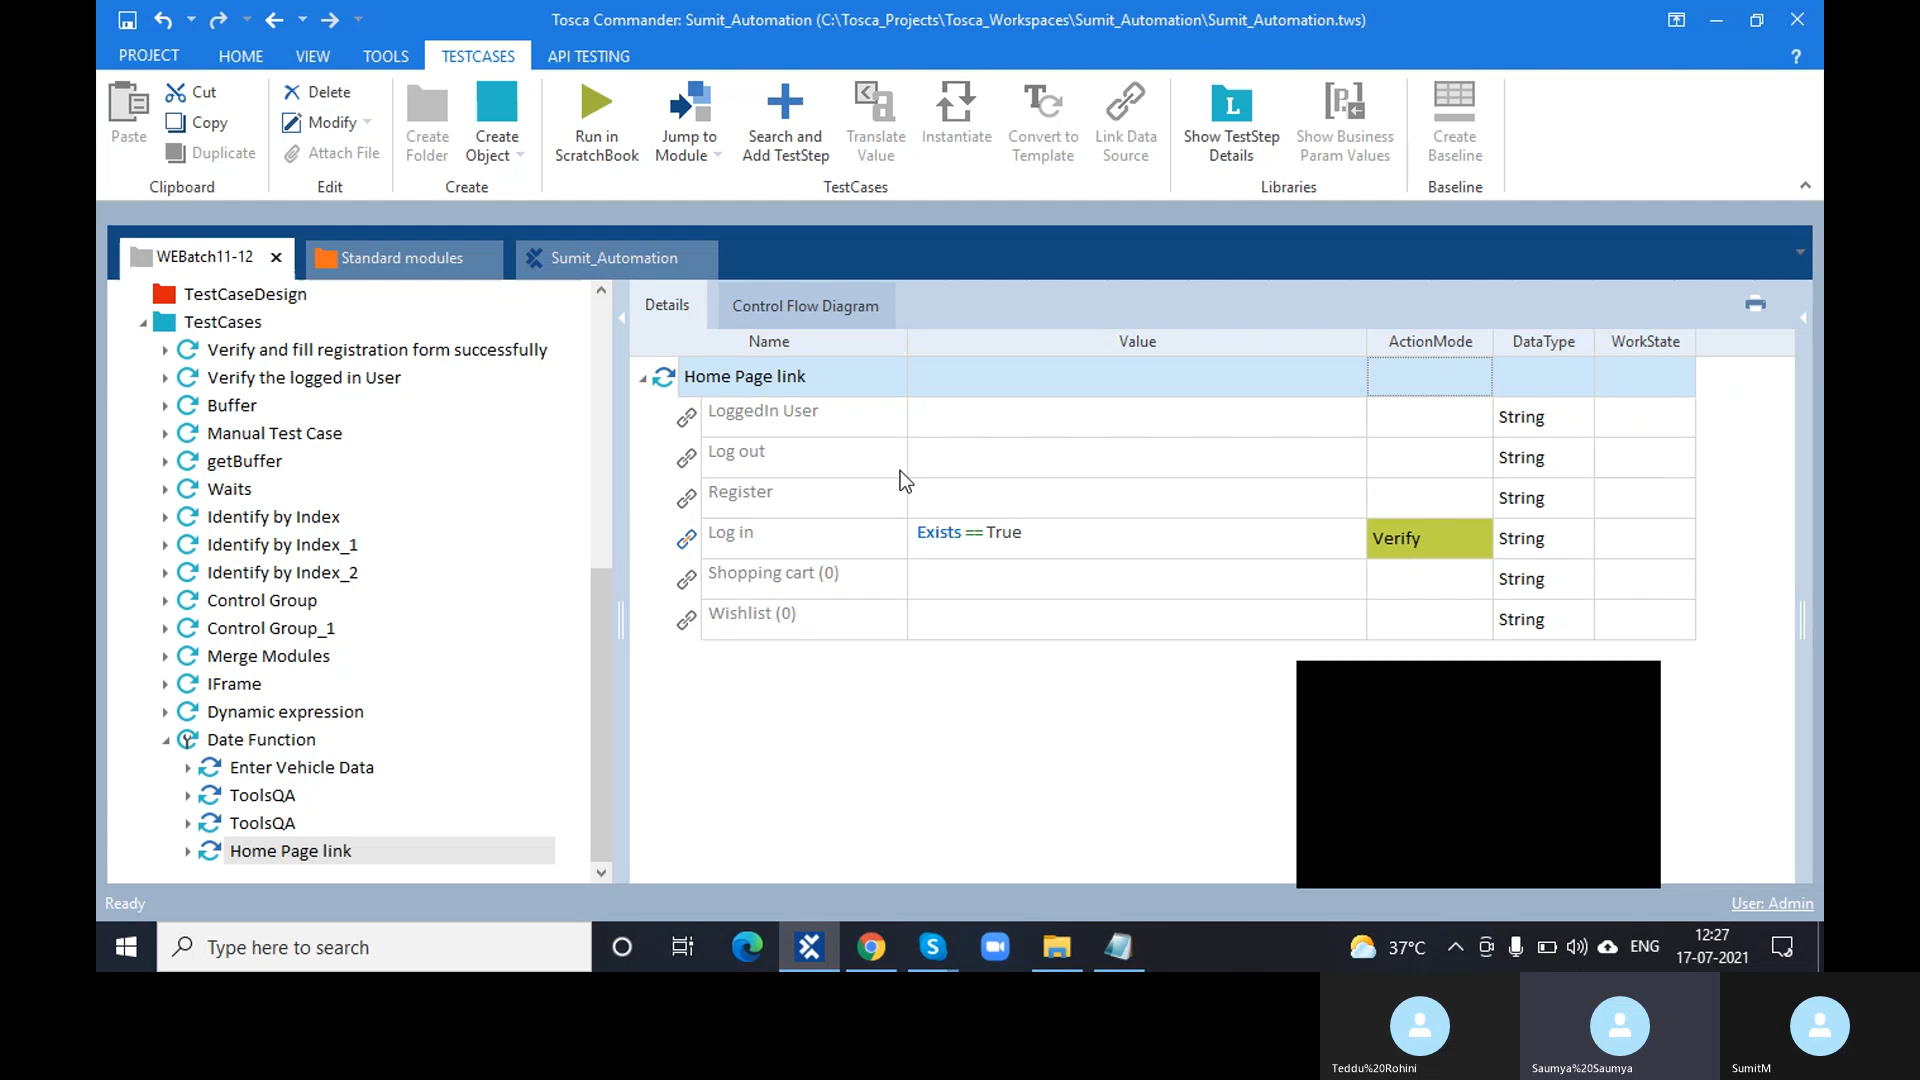 Tosca Commander: Sumit_Automation (C:\Tosca_Projects\Tosca_Workspaces\Sumit_Automation\Sumit_Automation.tws)
PROJECT HOME VIEW TOOLS TESTCASES API TESTING ?
Paste
Cut
Copy
Duplicate
Clipboard
Delete
Modify
Attach File
Edit
Create
Folder
Create
Object
Create
Run in
ScratchBook
Jump to
Module
Search and
Add TestStep
Translate
Value
Instantiate
Convert to
Template
Link Data
Source
TestCases
Show TestStep
Details
Show Business
Param Values
Libraries
Create
Baseline
Baseline
WEBatch11-12 Standard modules Sumit_Automation
TestCaseDesign
TestCases
Verify and fill registration form successfully
Verify the logged in User
Buffer
Manual Test Case
getBuffer
Waits
Identify by Index
Identify by Index_1
Identify by Index_2
Control Group
Control Group_1
Merge Modules
IFrame
Dynamic expression
Date Function
Enter Vehicle Data
ToolsQA
ToolsQA
Home Page link
Details Control Flow Diagram
Name Value ActionMode DataType WorkState
Home Page link
LoggedIn User String
Log out String
Register String
Log in Exists == True Verify String
Shopping cart (0) String
Wishlist (0) String
Ready User: Admin
Type here to search
37°C ENG
12:27
17-07-2021
Teddu%20Rohini Saumya%20Saumya SumitM